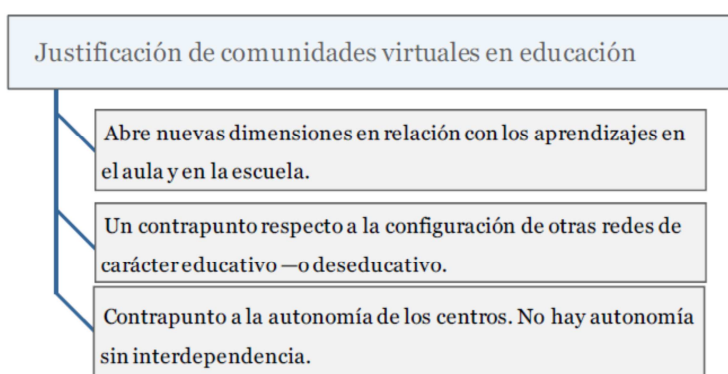 Justificación de comunidades virtuales en educación
Abre nuevas dimensiones en relación con los aprendizajes en
el aula y en la escuela.
Un contrapunto respecto a la configuración de otras redes de
carácter educativo —o deseducativo.
Contrapunto a la autonomía de los centros. No hay autonomía
sin interdependencia.